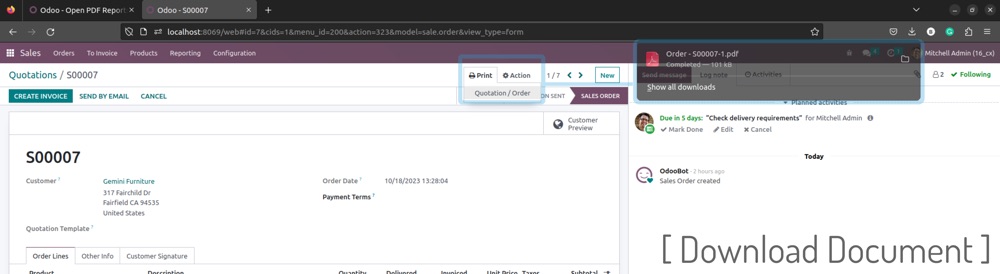 Odoo - Open PDF Report
Odoo - S00007
localhost:8069/web#id=7&cids=1&menu_id=200&action=323&model=sale.order&view_type=form
Sales Orders To Invoice Products Reporting Configuration
Mitchell Admin (16_cx)
Order - S00007-1.pdf
Completed — 101 kB
Show all downloads
Quotations / S00007
Print Action 1 / 7 New
Send message Log note Activities 2 Following
Quotation / Order
CREATE INVOICE SEND BY EMAIL CANCEL
ON SENT SALES ORDER
Planned activities
Customer
Preview
Due in 5 days: "Check delivery requirements" for Mitchell Admin
Mark Done Edit Cancel
S00007
Today
Customer ? Gemini Furniture
317 Fairchild Dr
Fairfield CA 94535
United States
Order Date ? 10/18/2023 13:28:04
Payment Terms ?
OdooBot - 2 hours ago
Sales Order created
Quotation Template ?
Order Lines Other Info Customer Signature
Product Description Quantity Delivered Invoiced Unit Price Taxes Subtotal
[ Download Document ]